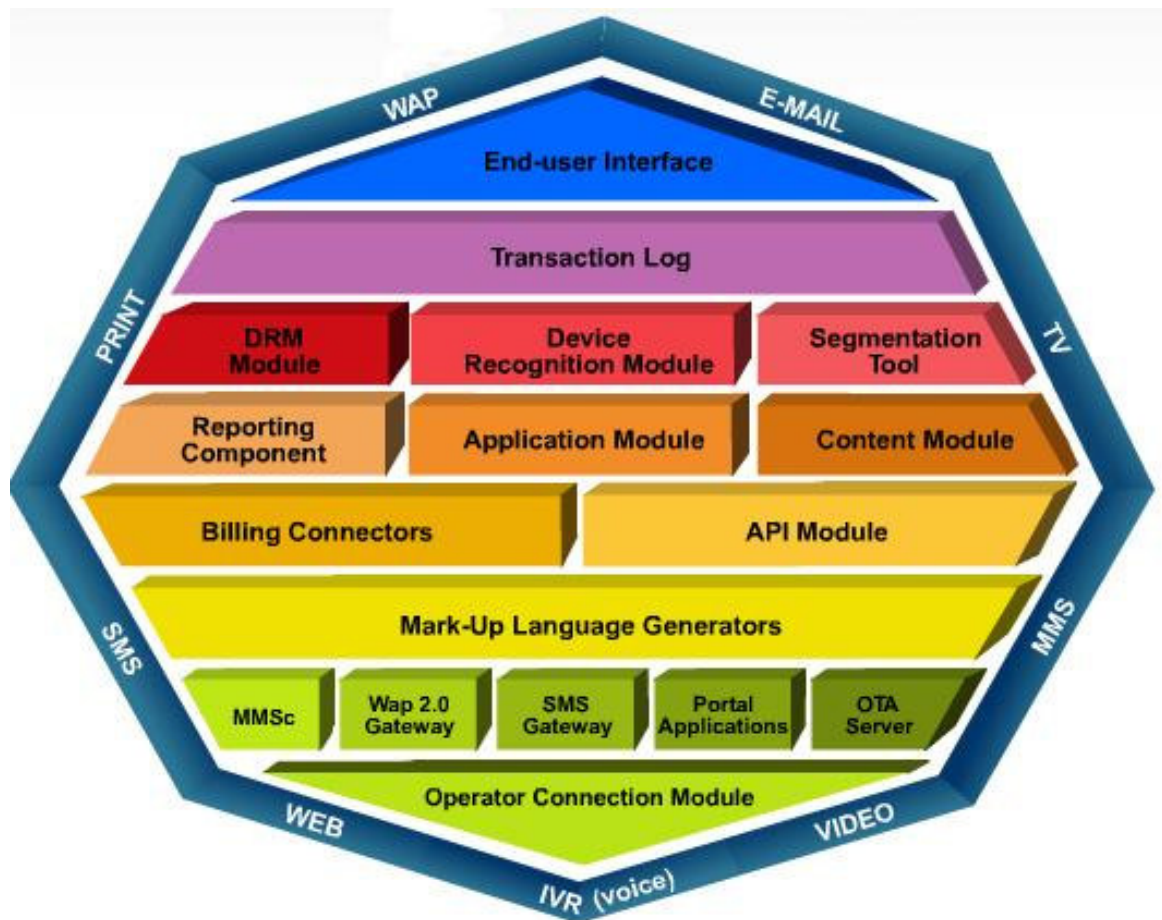 WAP
E-MAIL
End-user Interface
Transaction Log
PRINT
TV
DRM
Module
Device
Recognition Module
Segmentation
Tool
Reporting
Component
Application Module
Content Module
Billing Connectors
API Module
Mark-Up Language Generators
SMS
MMS
MMSc
Wap 2.0
Gateway
SMS
Gateway
Portal
Applications
OTA
Server
Operator Connection Module
WEB
VIDEO
IVR (voice)